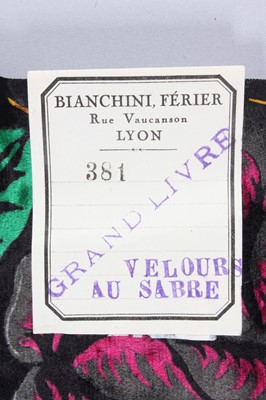 BIANCHINI, FÉRIER
Rue Vaucanson
LYON
381
GRAND LIVRE
VELOURS
AU SABRE